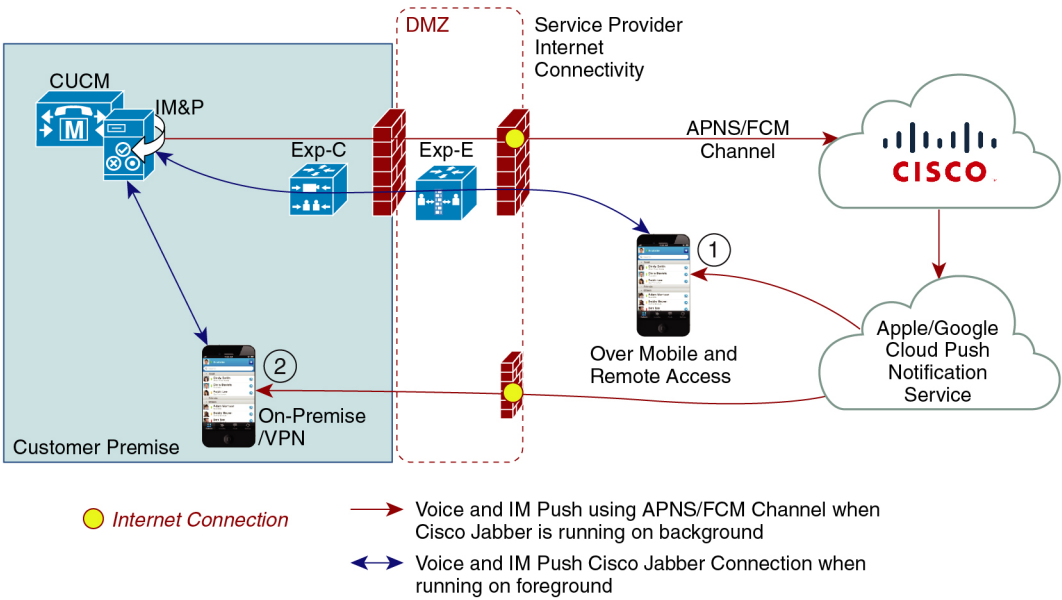 DMZ
Service Provider
Internet
Connectivity
CUCM
IM&P
M
Exp-C
Exp-E
APNS/FCM
Channel
CISCO
1
Over Mobile and
Remote Access
Apple/Google
Cloud Push
Notification
Service
2
On-Premise
/VPN
Customer Premise
Internet Connection
Voice and IM Push using APNS/FCM Channel when
Cisco Jabber is running on background
Voice and IM Push Cisco Jabber Connection when
running on foreground